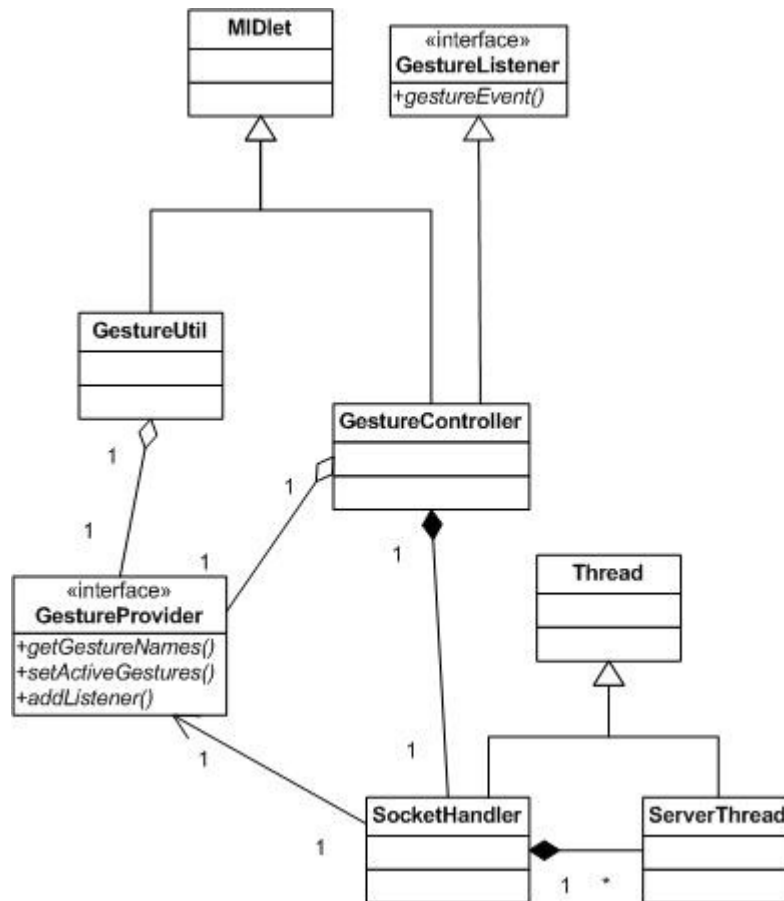 MIDlet
«interface»
GestureListener
+gestureEvent()
GestureUtil
GestureController
1
1
1
1
1
«interface»
GestureProvider
+getGestureNames()
+setActiveGestures()
+addListener()
Thread
1
1
1
SocketHandler
ServerThread
1 *